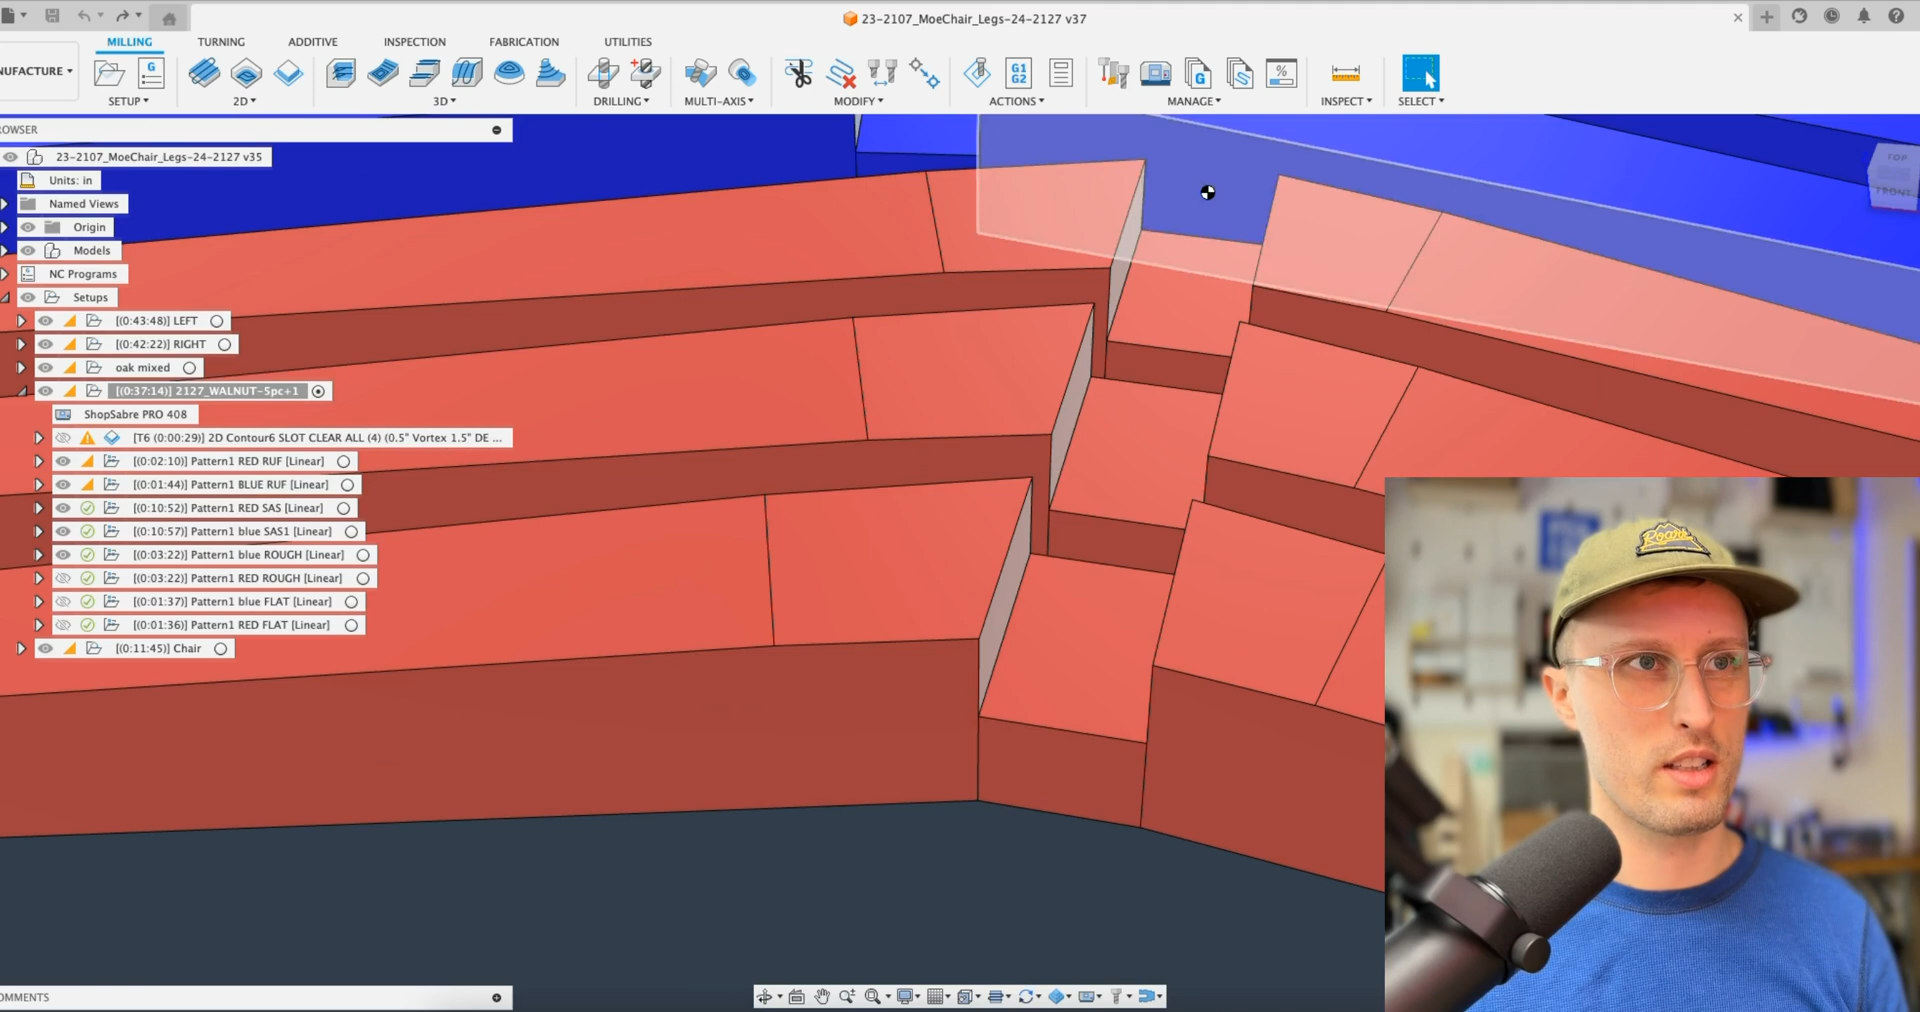 23-2107_MoeChair_Legs-24-2127 v37
MILLING TURNING ADDITIVE INSPECTION FABRICATION UTILITIES
NUFACTURE
G G1 G2 G S %
SETUP 2D 3D DRILLING MULTI-AXIS MODIFY ACTIONS MANAGE INSPECT SELECT
OWSER
TOP
FRONT
23-2107_MoeChair_Legs-24-2127 v35
Units: in
Named Views
Origin
Models
NC Programs
Setups
[(0:43:48)] LEFT
[(0:42:22)] RIGHT
oak mixed
[(0:37:14)] 2127_WALNUT-5pc+1
ShopSabre PRO 408
[T6 (0:00:29)] 2D Contour6 SLOT CLEAR ALL (4) (0.5" Vortex 1.5" DE ...
[(0:02:10)] Pattern1 RED RUF [Linear]
[(0:01:44)] Pattern1 BLUE RUF [Linear]
[(0:10:52)] Pattern1 RED SAS [Linear]
[(0:10:57)] Pattern1 blue SAS1 [Linear]
[(0:03:22)] Pattern1 blue ROUGH [Linear]
[(0:03:22)] Pattern1 RED ROUGH [Linear]
[(0:01:37)] Pattern1 blue FLAT [Linear]
[(0:01:36)] Pattern1 RED FLAT [Linear]
[(0:11:45)] Chair
Roark
OMMENTS